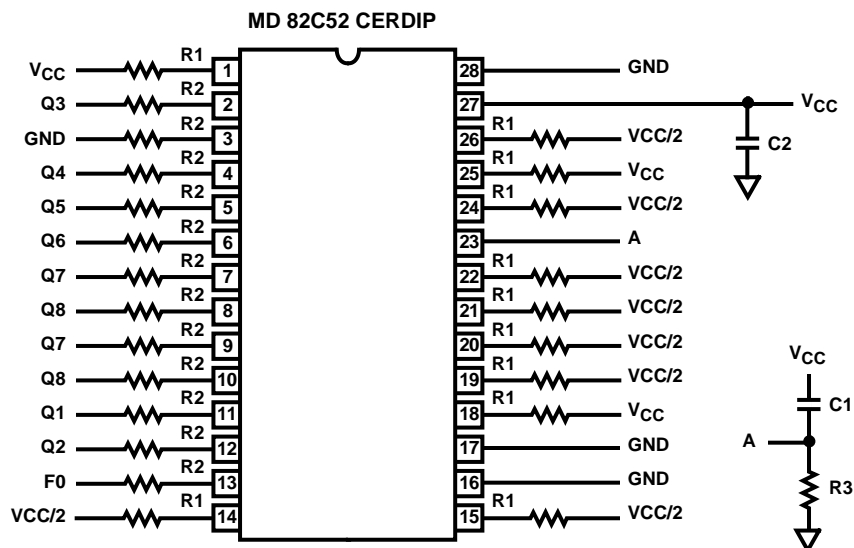 MD 82C52 CERDIP
VCC R1 1 28 GND
Q3 R2 2 27 VCC
GND R2 3 26 R1 VCC/2
C2
Q4 R2 4 25 R1 VCC
Q5 R2 5 24 R1 VCC/2
Q6 R2 6 23 A
Q7 R2 7 22 R1 VCC/2
Q8 R2 8 21 R1 VCC/2
Q7 R2 9 20 R1 VCC/2
Q8 R2 10 19 R1 VCC/2
Q1 R2 11 18 R1 VCC
Q2 R2 12 17 GND
F0 R2 13 16 GND
VCC/2 R1 14 15 R1 VCC/2
VCC
C1
A
R3